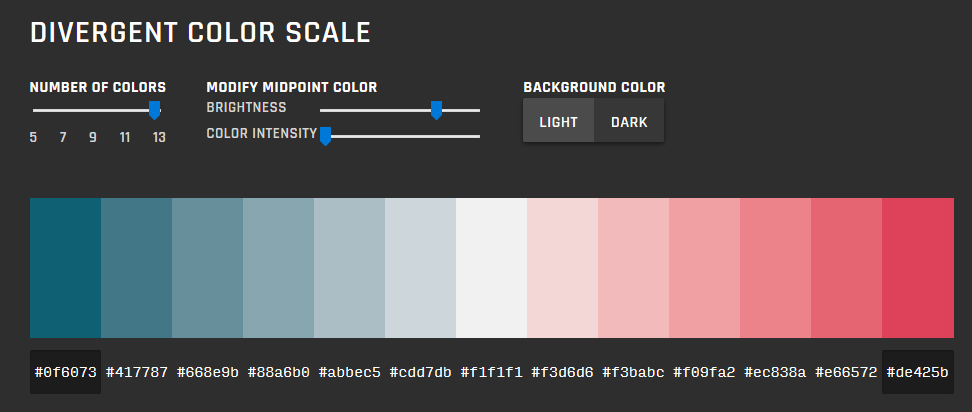 DIVERGENT COLOR SCALE
NUMBER OF COLORS
5 7 9 11 13
MODIFY MIDPOINT COLOR
BRIGHTNESS
COLOR INTENSITY
BACKGROUND COLOR
LIGHT DARK
#0f6073 #417787 #668e9b #88a6b0 #abbec5 #cdd7db #f1f1f1 #f3d6d6 #f3babc #f09fa2 #ec838a #e66572 #de425b